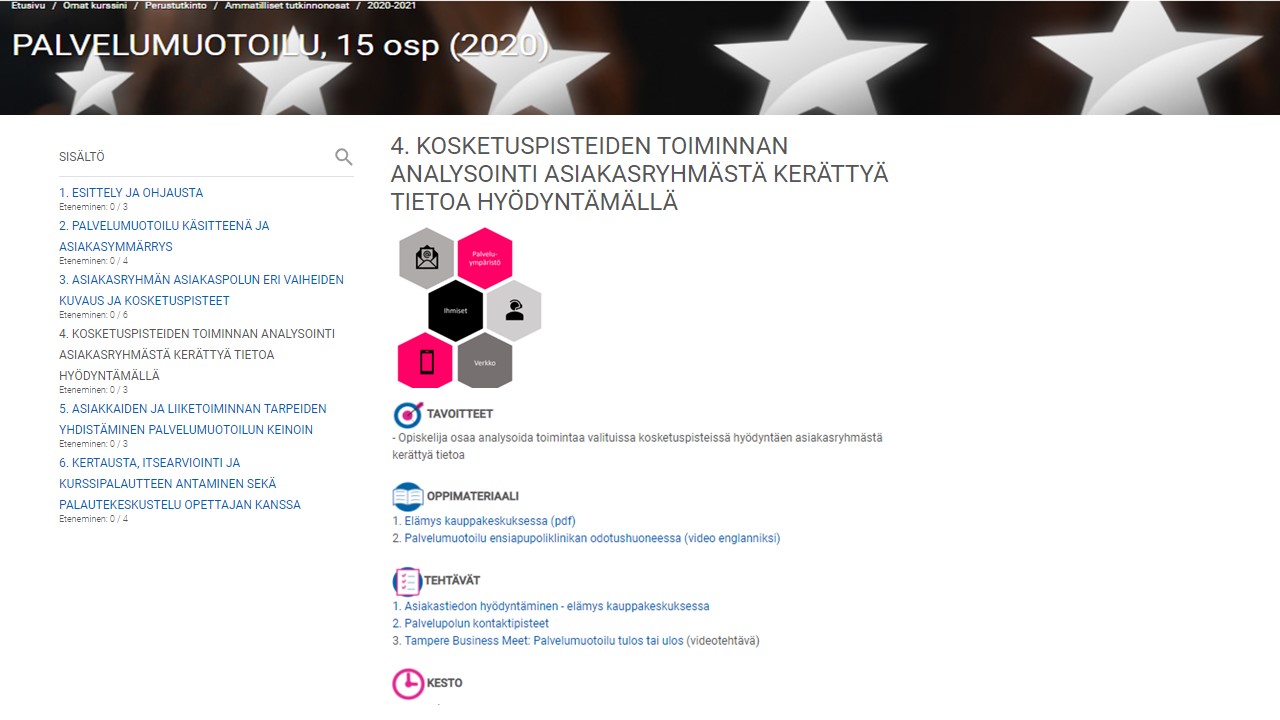 Etusivu / Omat kurssini / Perustutkinto / Ammatilliset tutkinnonosat / 2020-2021
PALVELUMUOTOILU, 15 osp (2020)
SISÄLTÖ
1. ESITTELY JA OHJAUSTA
Eteneminen: 0 / 3
2. PALVELUMUOTOILU KÄSITTEENÄ JA
ASIAKASYMMÄRRYS
Eteneminen: 0 / 4
3. ASIAKASRYHMÄN ASIAKASPOLUN ERI VAIHEIDEN
KUVAUS JA KOSKETUSPISTEET
Eteneminen: 0 / 6
4. KOSKETUSPISTEIDEN TOIMINNAN ANALYSOINTI
ASIAKASRYHMÄSTÄ KERÄTTYÄ TIETOA
HYÖDYNTÄMÄLLÄ
Eteneminen: 0 / 3
5. ASIAKKAIDEN JA LIIKETOIMINNAN TARPEIDEN
YHDISTÄMINEN PALVELUMUOTOILUN KEINOIN
Eteneminen: 0 / 3
6. KERTAUSTA, ITSEARVIOINTI JA
KURSSIPALAUTTEEN ANTAMINEN SEKÄ
PALAUTEKESKUSTELU OPETTAJAN KANSSA
Eteneminen: 0 / 4
4. KOSKETUSPISTEIDEN TOIMINNAN
ANALYSOINTI ASIAKASRYHMÄSTÄ KERÄTTYÄ
TIETOA HYÖDYNTÄMÄLLÄ
Palvelu-
ympäristö
Ihmiset
Verkko
TAVOITTEET
- Opiskelija osaa analysoida toimintaa valituissa kosketuspisteissä hyödyntäen asiakasryhmästä
kerättyä tietoa
OPPIMATERIAALI
1. Elämys kauppakeskuksessa (pdf)
2. Palvelumuotoilu ensiapupoliklinikan odotushuoneessa (video englanniksi)
TEHTÄVÄT
1. Asiakastiedon hyödyntäminen - elämys kauppakeskuksessa
2. Palvelupolun kontaktipisteet
3. Tampere Business Meet: Palvelumuotoilu tulos tai ulos (videotehtävä)
KESTO